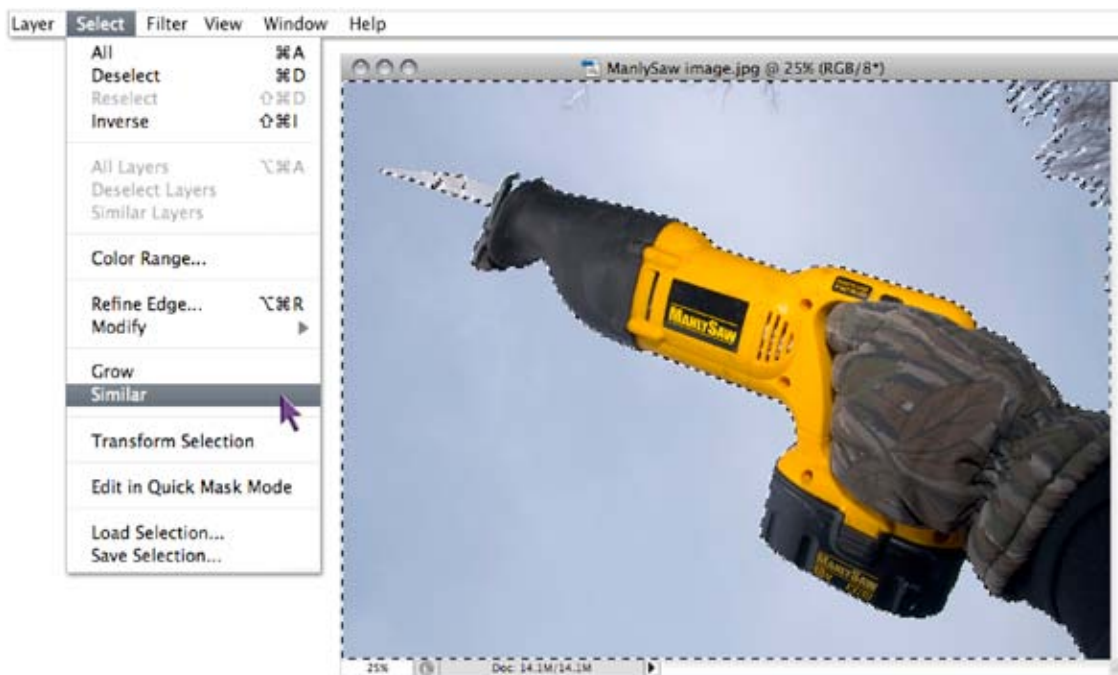 Layer Select Filter View Window Help
All ⌘A
Deselect ⌘D
Reselect ⇧⌘D
Inverse ⇧⌘I
All Layers ⌥⌘A
Deselect Layers
Similar Layers
Color Range...
Refine Edge... ⌥⌘R
Modify
Grow
Similar
Transform Selection
Edit in Quick Mask Mode
Load Selection...
Save Selection...
ManlySaw image.jpg @ 25% (RGB/8*)
MANLYSAW
MANLYSAW
25% Doc: 14.1M/14.1M